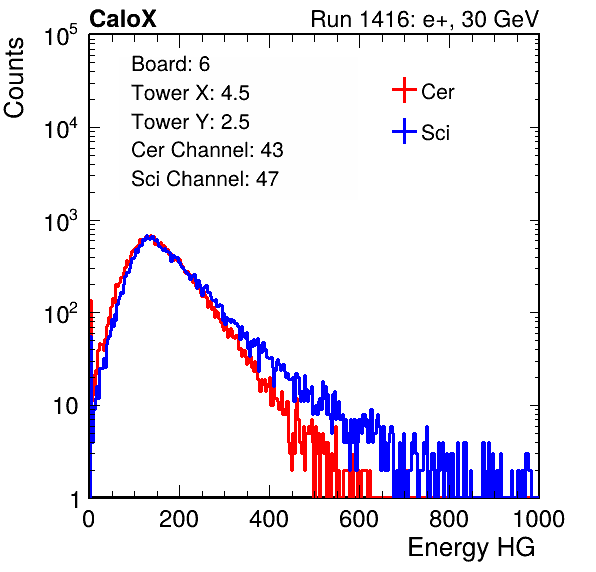 CaloX
Run 1416: e+, 30 GeV
Counts
10^5
10^4
10^3
10^2
10
1
Board: 6
Tower X: 4.5
Tower Y: 2.5
Cer Channel: 43
Sci Channel: 47
Cer
Sci
0 200 400 600 800 1000
Energy HG